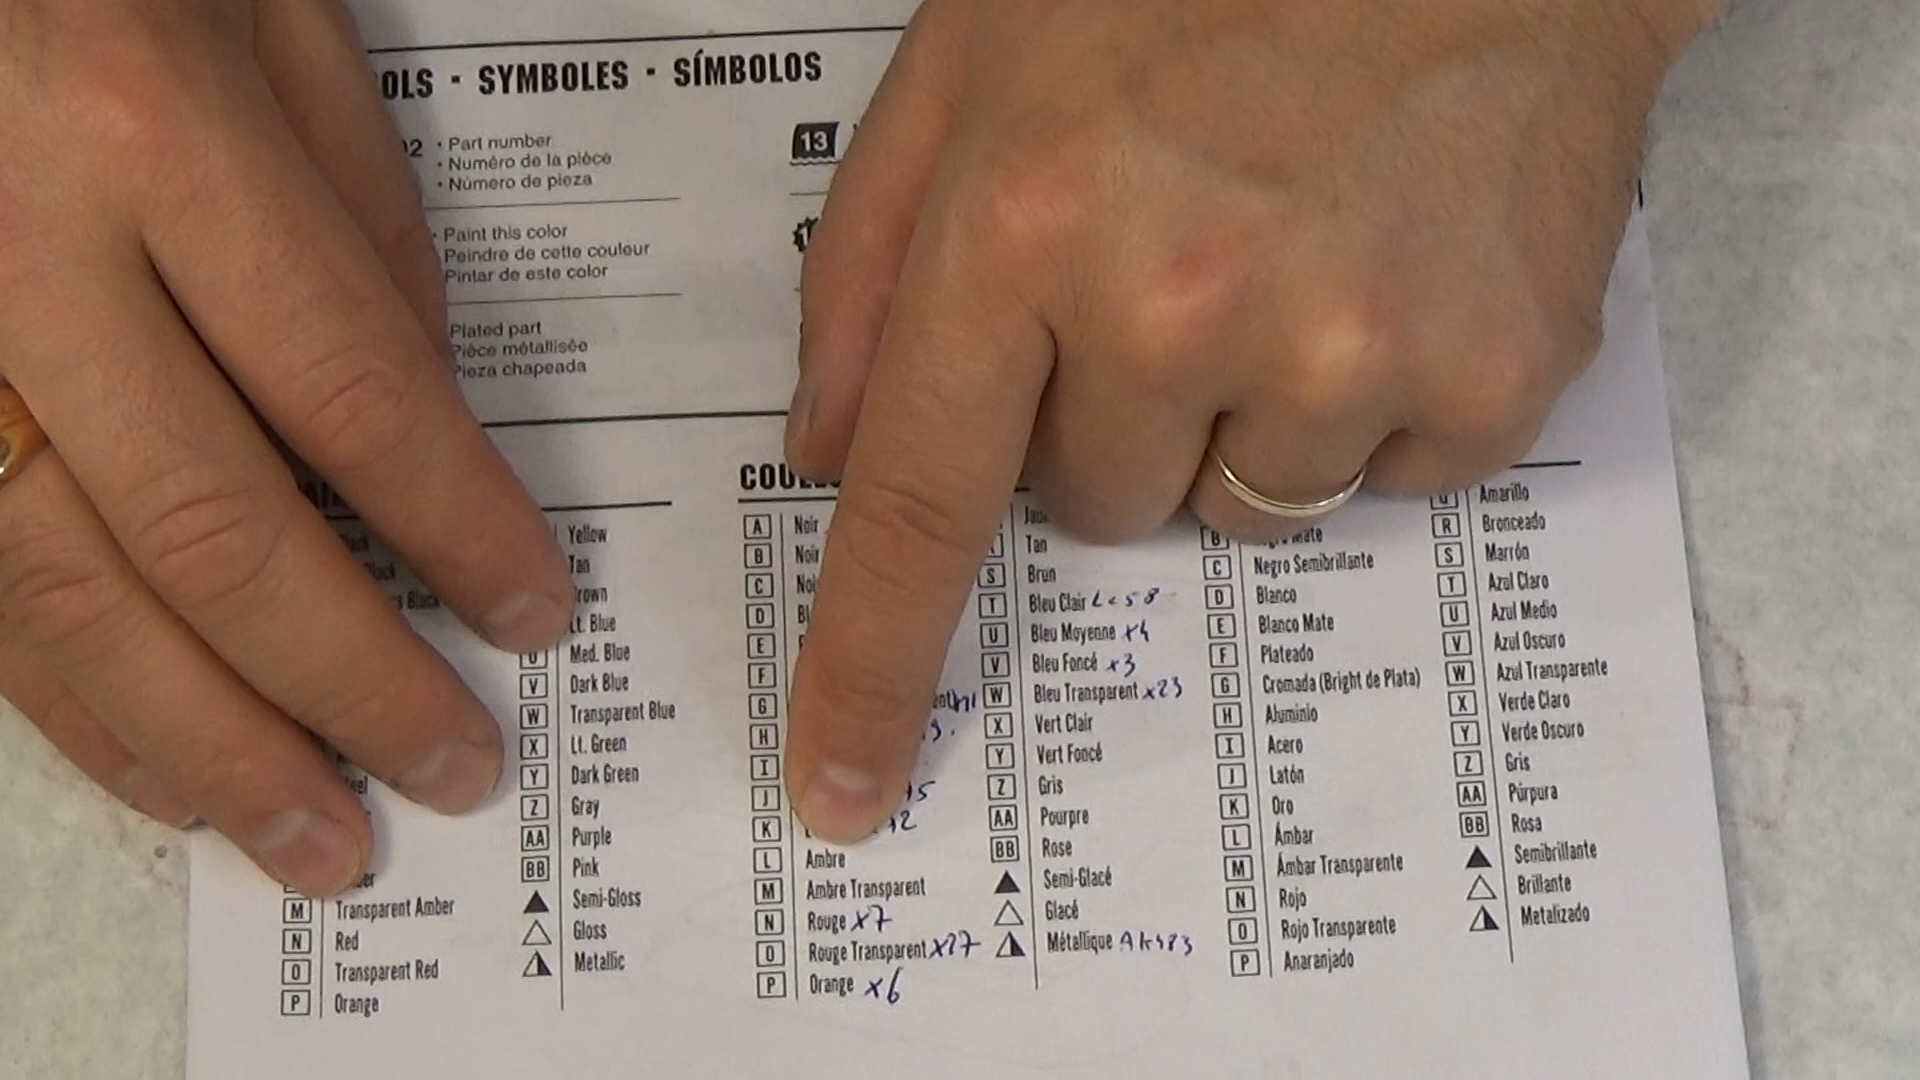 OLS - SYMBOLES - SÍMBOLOS
• Part number
• Numéro de la pièce
• Número de pieza
13
Paint this color
Peindre de cette couleur
Pintar de este color
Plated part
Pièce métallisée
Pieza chapeada
Yellow
Tan
Brown
Lt. Blue
U Med. Blue
V Dark Blue
W Transparent Blue
X Lt. Green
Y Dark Green
Z Gray
AA Purple
BB Pink
Semi-Gloss
Gloss
Metallic
M Transparent Amber
N Red
O Transparent Red
P Orange
A Noir
B Noir
C
D
E
F
G
H
I
J
K
L Ambre
M Ambre Transparent
N Rouge x7
O Rouge Transparent x27
P Orange x6
Tan
S Brun
T Bleu Clair
U Bleu Moyenne x4
V Bleu Foncé x3
W Bleu Transparent x23
X Vert Clair
Y Vert Foncé
Z Gris
AA Pourpre
BB Rose
Semi-Glacé
Glacé
Métallique
B Mate
C Negro Semibrillante
D Blanco
E Blanco Mate
F Plateado
G Cromada (Bright de Plata)
H Aluminio
I Acero
J Latón
K Oro
L Ámbar
M Ámbar Transparente
N Rojo
O Rojo Transparente
P Anaranjado
Q Amarillo
R Bronceado
S Marrón
T Azul Claro
U Azul Medio
V Azul Oscuro
W Azul Transparente
X Verde Claro
Y Verde Oscuro
Z Gris
AA Púrpura
BB Rosa
Semibrillante
Brillante
Metalizado